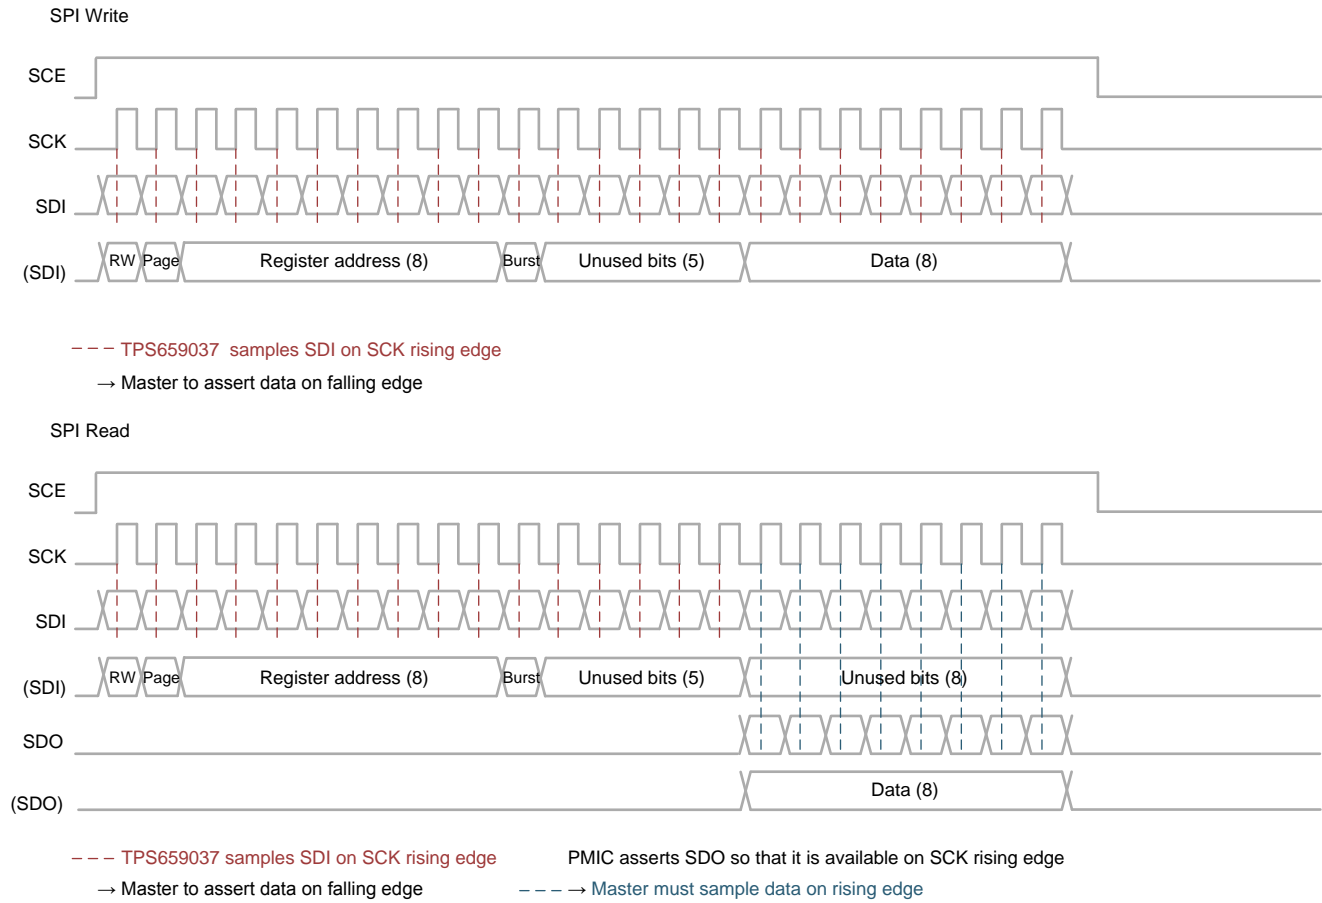 SPI Write
SCE
SCK
SDI
(SDI) RW Page Register address (8) Burst Unused bits (5) Data (8)
– – – TPS659037 samples SDI on SCK rising edge
→ Master to assert data on falling edge
SPI Read
SCE
SCK
SDI
(SDI) RW Page Register address (8) Burst Unused bits (5) Unused bits (8)
SDO
(SDO) Data (8)
– – – TPS659037 samples SDI on SCK rising edge PMIC asserts SDO so that it is available on SCK rising edge
→ Master to assert data on falling edge – – – → Master must sample data on rising edge